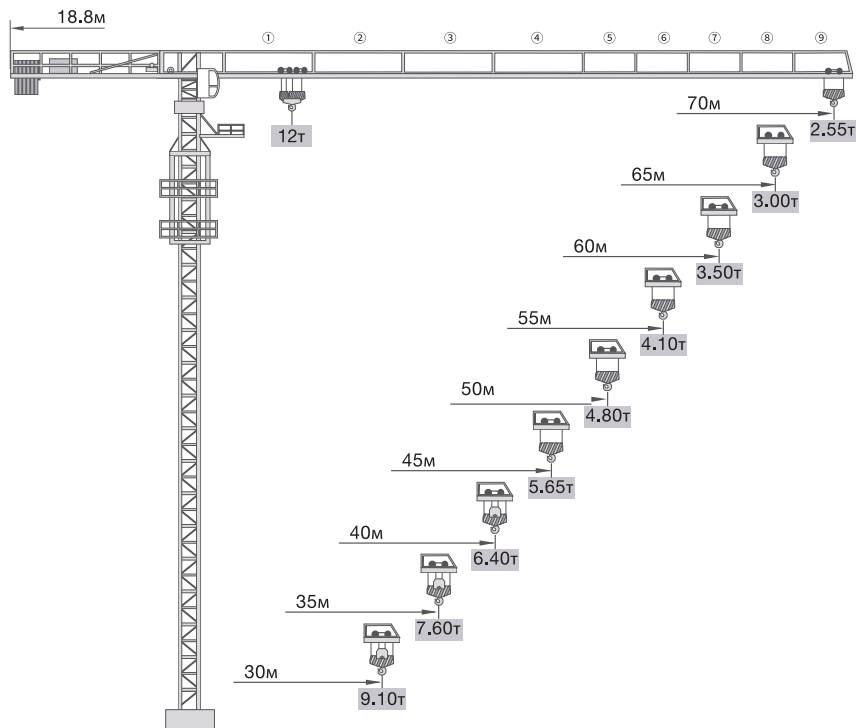 18.8м
① ② ③ ④ ⑤ ⑥ ⑦ ⑧ ⑨
70м
12т
2.55т
65м
3.00т
60м
3.50т
55м
4.10т
50м
4.80т
45м
5.65т
40м
6.40т
35м
7.60т
30м
9.10т